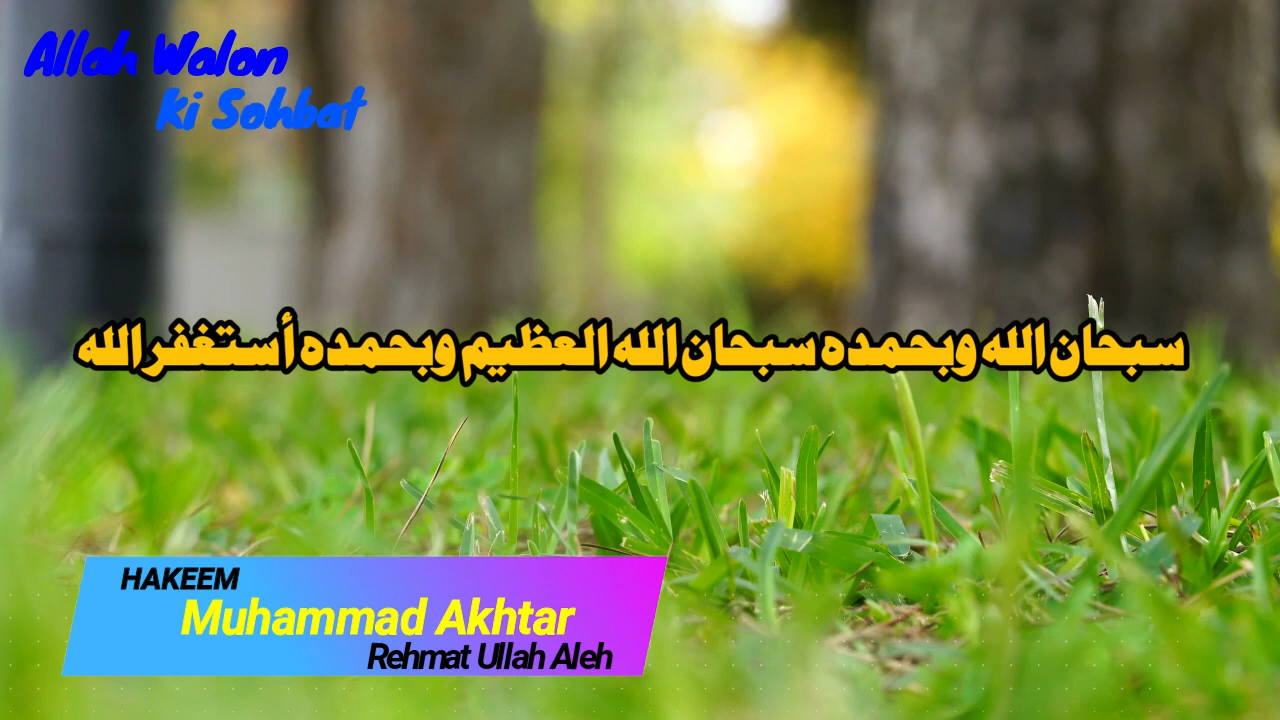 Allah Walon
Ki Sohbat
سبحان الله وبحمده سبحان الله العظيم وبحمده أستغفر الله
HAKEEM
Muhammad Akhtar
Rehmat Ullah Aleh